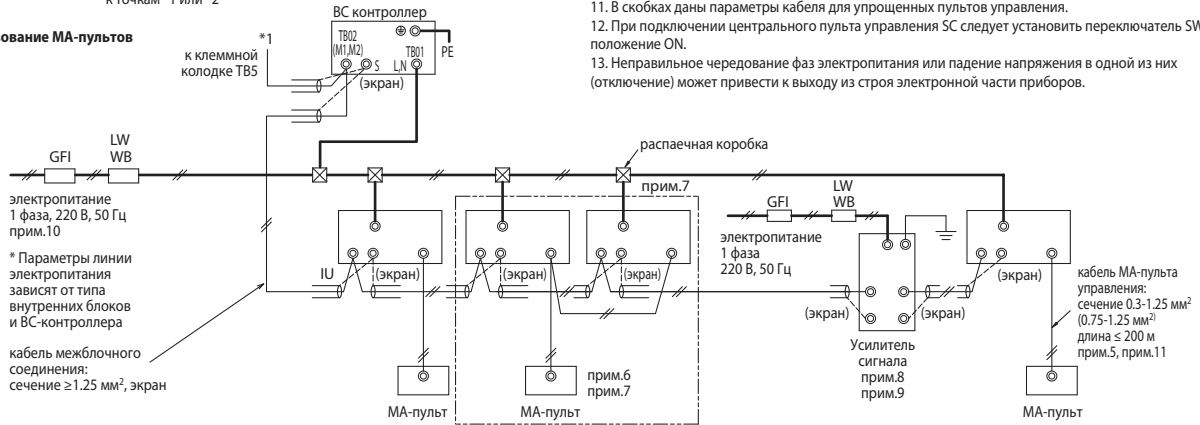 к точкам *1 или *2
11. В скобках даны параметры кабеля для упрощенных пультов управления.
12. При подключении центрального пульта управления SC следует установить переключатель SW
положение ON.
13. Неправильное чередование фаз электропитания или падение напряжения в одной из них
(отключение) может привести к выходу из строя электронной части приборов.
зование МА-пультов
*1
к клеммной
колодке TB5
BC контроллер
TB02
(M1,M2)
S
L,N
TB01
PE
(экран)
GFI
LW
WB
распаечная коробка
прим.7
электропитание
1 фаза, 220 В, 50 Гц
прим.10
* Параметры линии
электропитания
зависят от типа
внутренних блоков
и BC-контроллера
кабель межблочного
соединения:
сечение ≥1.25 мм², экран
IU
(экран)
(экран)
(экран)
GFI
LW
WB
электропитание
1 фаза
220 В, 50 Гц
(экран)
(экран)
(экран)
Усилитель
сигнала
прим.8
прим.9
кабель МА-пульта
управления:
сечение 0.3-1.25 мм²
(0.75-1.25 мм²)
длина ≤ 200 м
прим.5, прим.11
прим.6
прим.7
МА-пульт
МА-пульт
МА-пульт